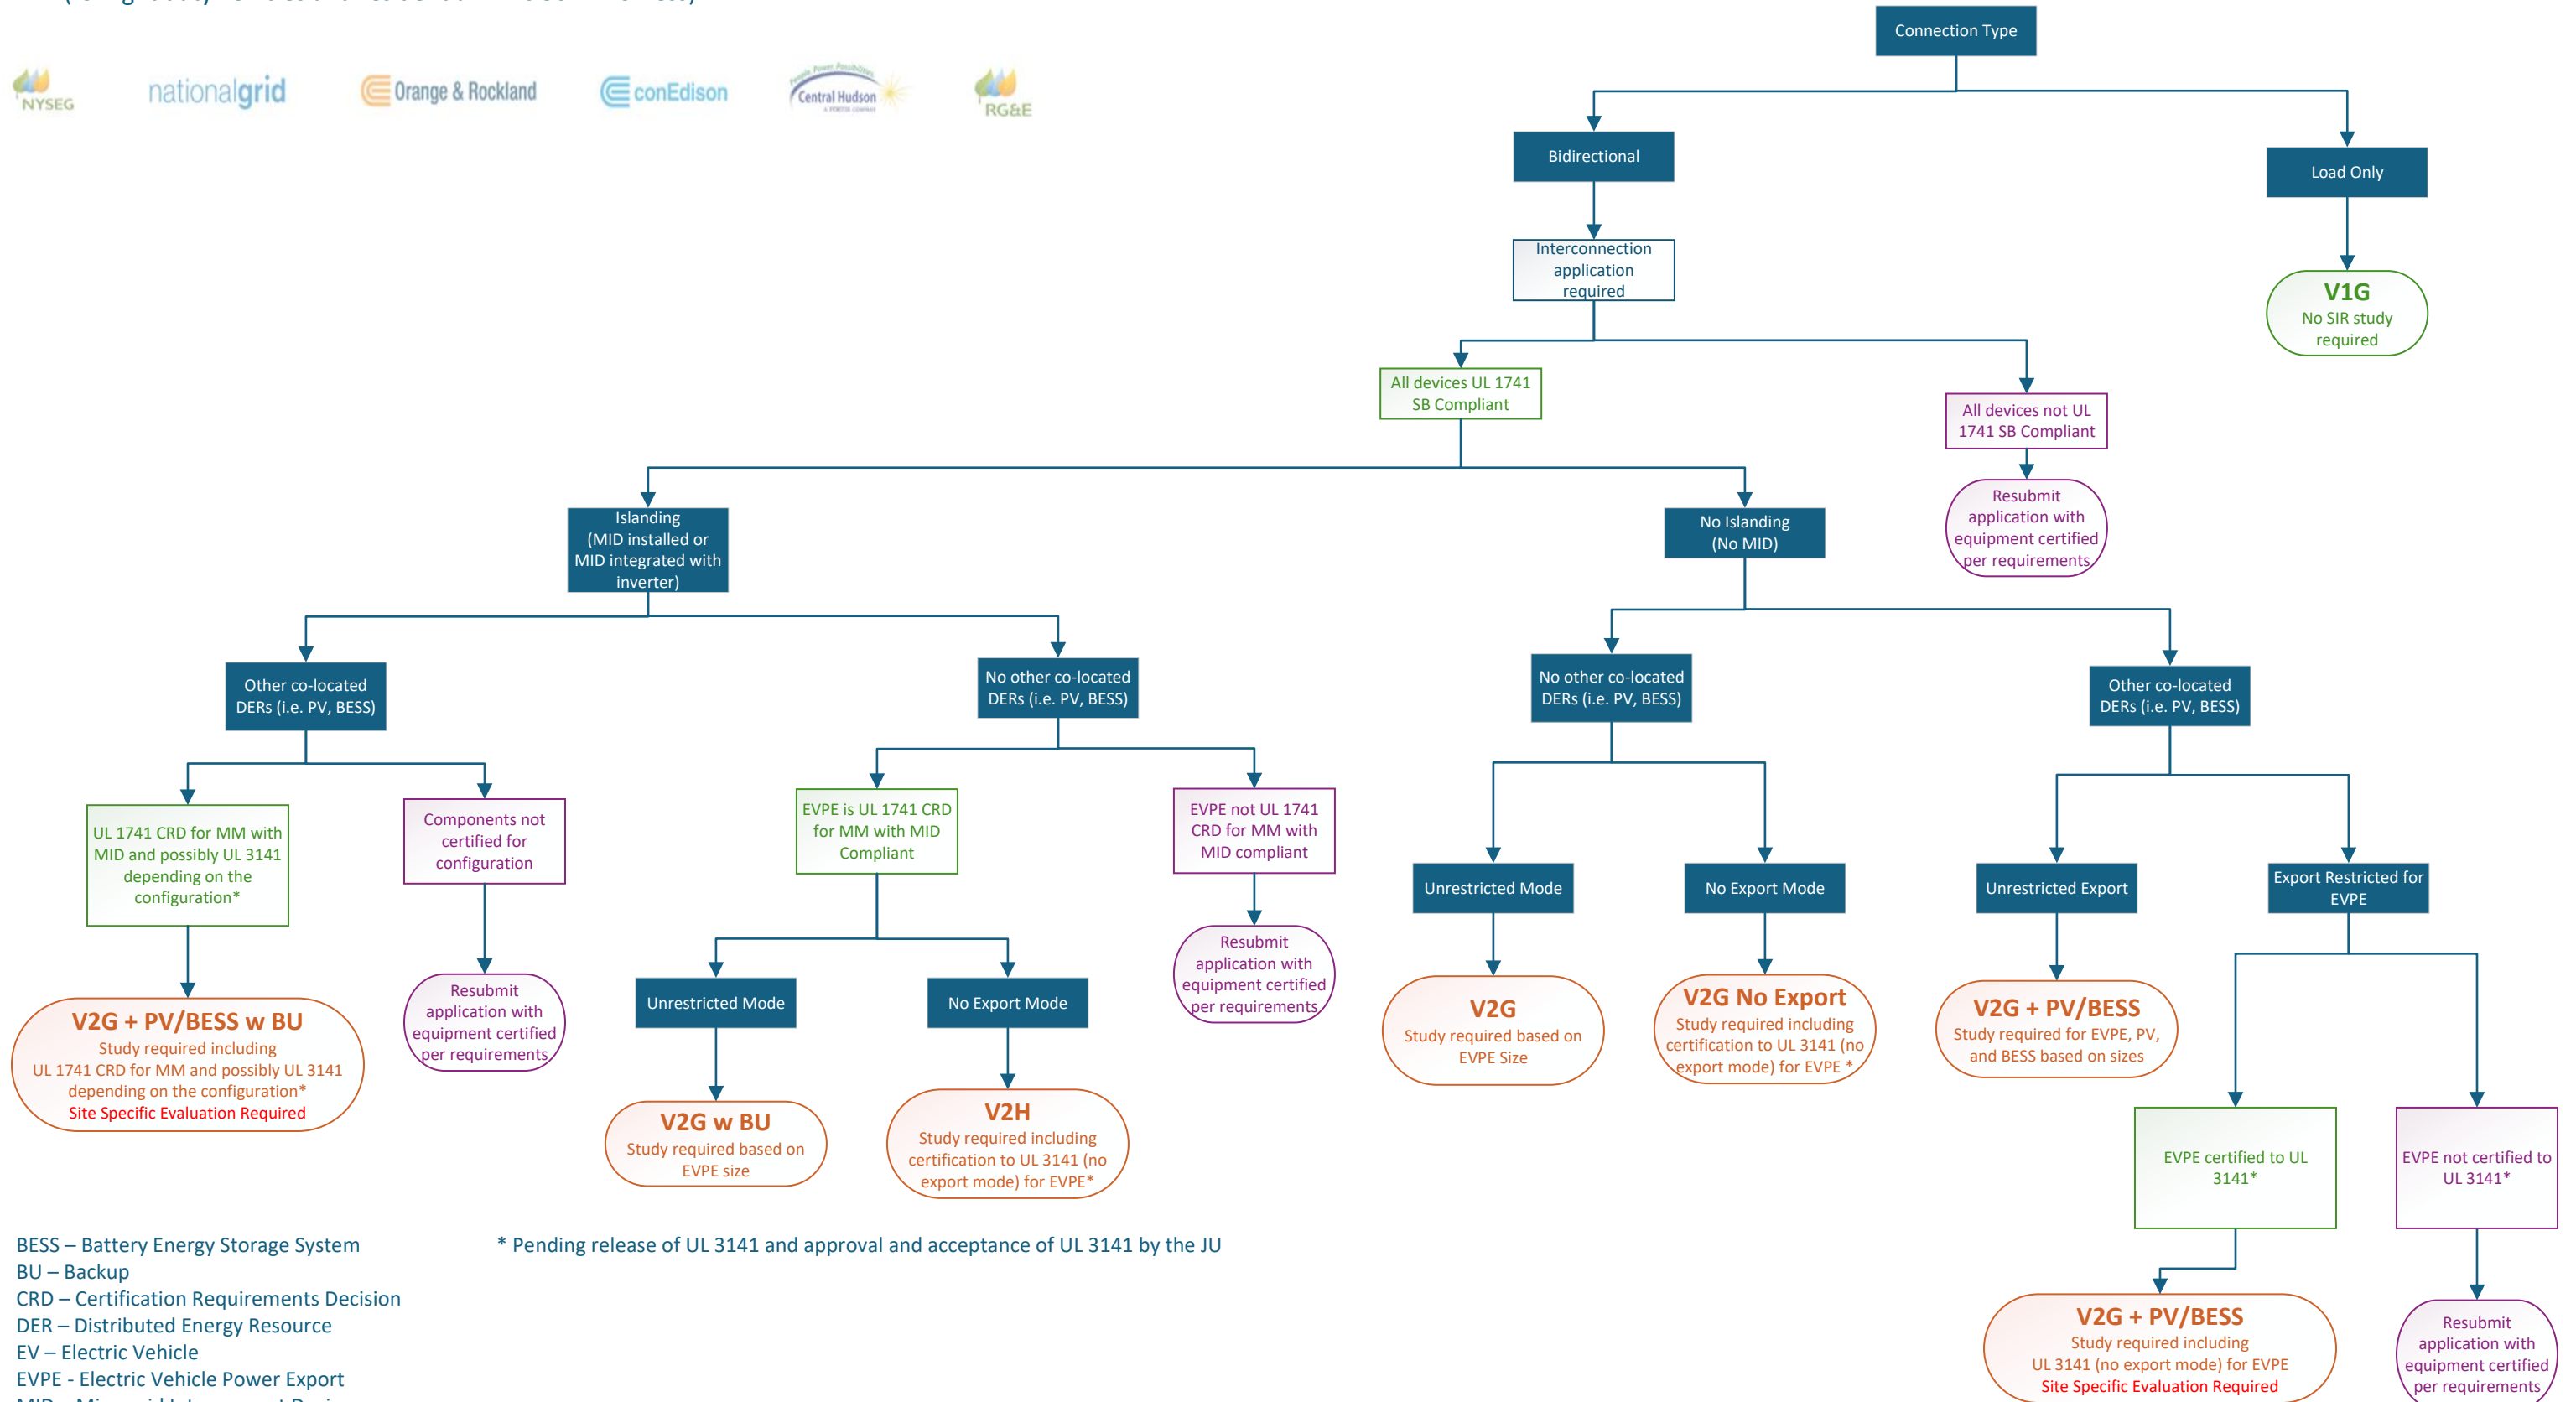 Connection Type
NYSEG
nationalgrid
Orange & Rockland
conEdison
People. Power. Possibilities.
Central Hudson
RG&E
Bidirectional
Load Only
Interconnection
application
required
V1G
No SIR study
required
All devices UL 1741
SB Compliant
All devices not UL
1741 SB Compliant
Resubmit
application with
equipment certified
per requirements
Islanding
(MID installed or
MID integrated with
inverter)
No Islanding
(No MID)
Other co-located
DERs (i.e. PV, BESS)
No other co-located
DERs (i.e. PV, BESS)
No other co-located
DERs (i.e. PV, BESS)
Other co-located
DERs (i.e. PV, BESS)
UL 1741 CRD for MM with
MID and possibly UL 3141
depending on the
configuration*
Components not
certified for
configuration
EVPE is UL 1741 CRD
for MM with MID
Compliant
EVPE not UL 1741
CRD for MM with
MID compliant
Unrestricted Mode
No Export Mode
Unrestricted Export
Export Restricted for
EVPE
Resubmit
application with
equipment certified
per requirements
Resubmit
application with
equipment certified
per requirements
Unrestricted Mode
No Export Mode
V2G + PV/BESS w BU
Study required including
UL 1741 CRD for MM and possibly UL 3141
depending on the configuration*
Site Specific Evaluation Required
V2G w BU
Study required based on
EVPE size
V2H
Study required including
certification to UL 3141 (no
export mode) for EVPE*
V2G
Study required based on
EVPE Size
V2G No Export
Study required including
certification to UL 3141 (no
export mode) for EVPE *
V2G + PV/BESS
Study required for EVPE, PV,
and BESS based on sizes
EVPE certified to UL
3141*
EVPE not certified to
UL 3141*
V2G + PV/BESS
Study required including
UL 3141 (no export mode) for EVPE
Site Specific Evaluation Required
Resubmit
application with
equipment certified
per requirements
BESS – Battery Energy Storage System
BU – Backup
CRD – Certification Requirements Decision
DER – Distributed Energy Resource
EV – Electric Vehicle
EVPE - Electric Vehicle Power Export
* Pending release of UL 3141 and approval and acceptance of UL 3141 by the JU